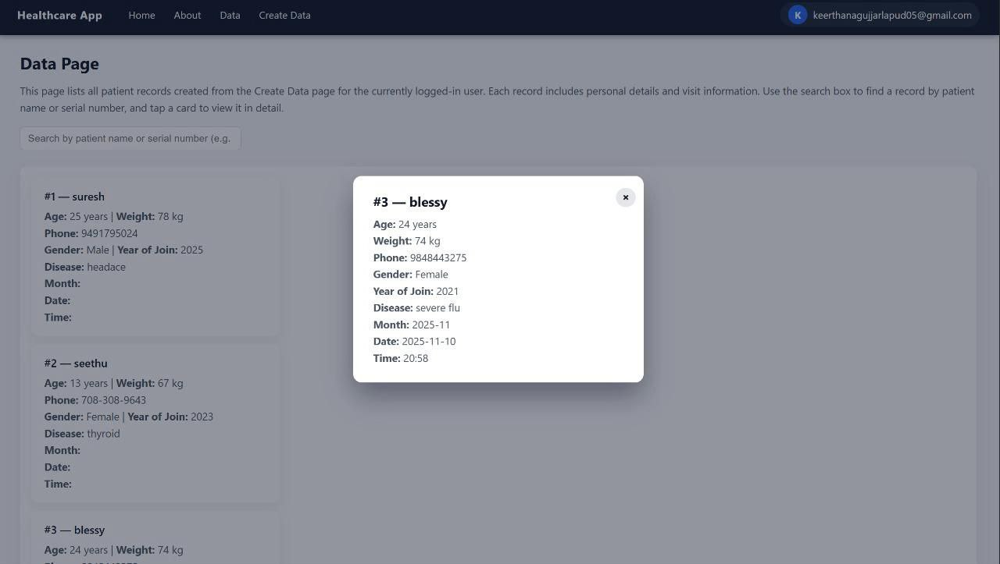 Healthcare App Home About Data Create Data K keerthanagujjarlapud05@gmail.com
Data Page
This page lists all patient records created from the Create Data page for the currently logged-in user. Each record includes personal details and visit information. Use the search box to find a record by patient
name or serial number, and tap a card to view it in detail.
Search by patient name or serial number (e.g.
#1 — suresh
Age: 25 years | Weight: 78 kg
Phone: 9491795024
Gender: Male | Year of Join: 2025
Disease: headace
Month:
Date:
Time:
#2 — seethu
Age: 13 years | Weight: 67 kg
Phone: 708-308-9643
Gender: Female | Year of Join: 2023
Disease: thyroid
Month:
Date:
Time:
#3 — blessy
Age: 24 years | Weight: 74 kg
#3 — blessy
×
Age: 24 years
Weight: 74 kg
Phone: 9848443275
Gender: Female
Year of Join: 2021
Disease: severe flu
Month: 2025-11
Date: 2025-11-10
Time: 20:58